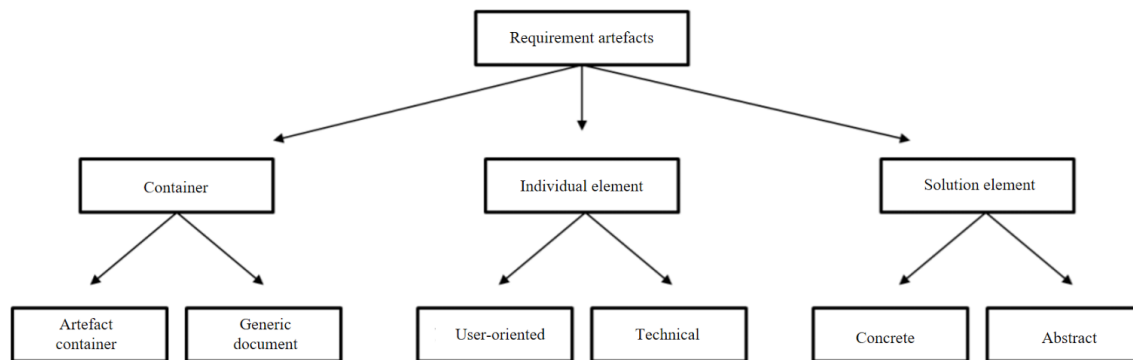 Requirement artefacts
Container
Individual element
Solution element
Artefact
container
Generic
document
User-oriented
Technical
Concrete
Abstract